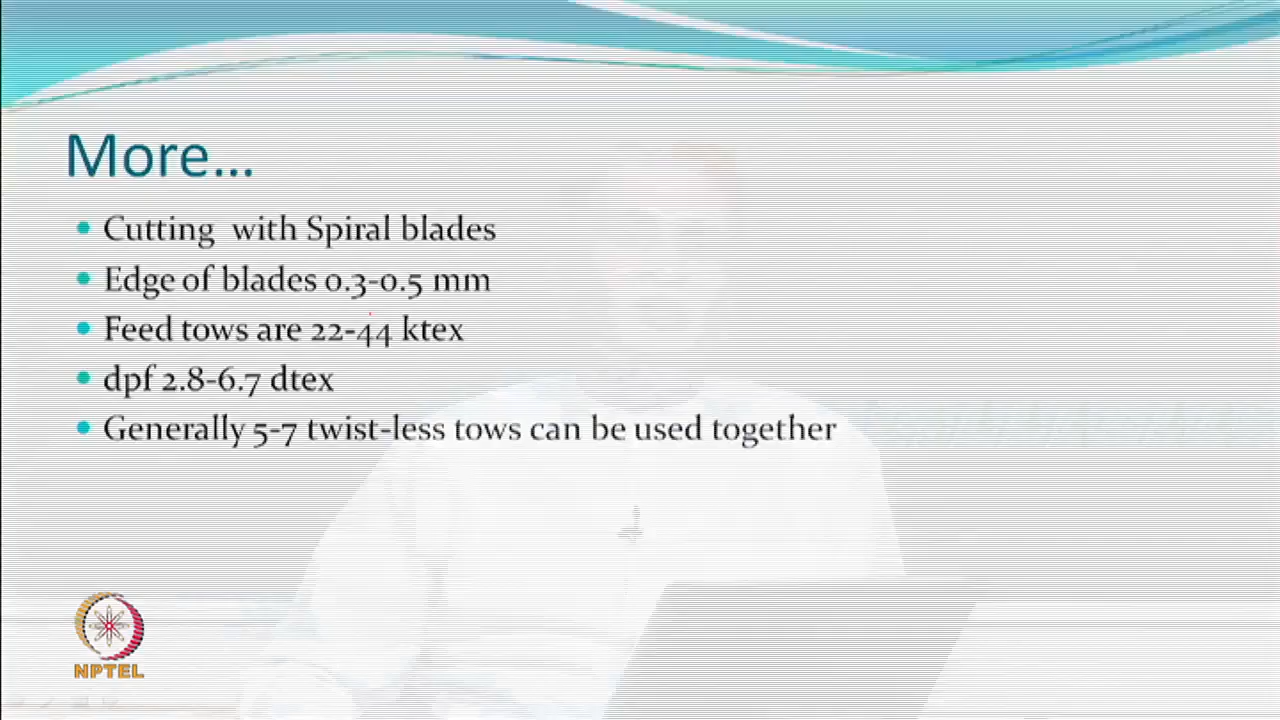 More...
Cutting with Spiral blades
Edge of blades 0.3-0.5 mm
Feed tows are 22-44 ktex
dpf 2.8-6.7 dtex
Generally 5-7 twist-less tows can be used together
NPTEL